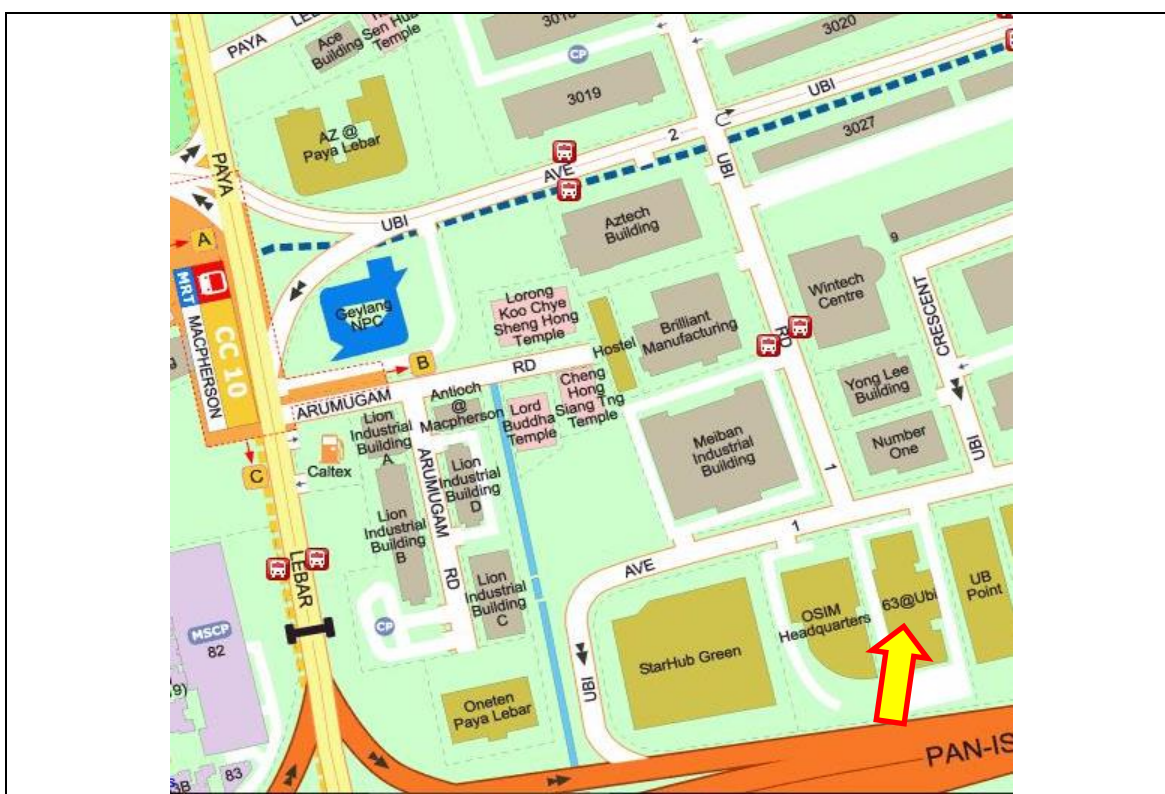 PAYA LEB
Ace
Building
Sen Hua
Temple
3018
CP
3019
3020
UBI
3027
AZ @
Paya Lebar
PAYA
2
AVE
UBI
UBI
Aztech
Building
A
MRT
MACPHERSON
CC 10
Geylang
NPC
Lorong
Koo Chye
Sheng Hong
Temple
Hostel
Brilliant
Manufacturing
Wintech
Centre
9
CRESCENT
RD
B
RD
ARUMUGAM
Antioch
@
Macpherson
Lord
Buddha
Temple
Cheng
Hong
Siang Tng
Temple
Yong Lee
Building
Number
One
UBI
Meiban
Industrial
Building
1
C
Caltex
Lion
Industrial
Building
A
Lion
Industrial
Building
D
ARUMUGAM
RD
Lion
Industrial
Building
B
Lion
Industrial
Building
C
LEBAR
AVE
1
UBI
MSCP
82
9)
CP
OSIM
Headquarters
63@Ubi
UB
Point
StarHub Green
Oneten
Paya Lebar
83
3B
PAN-IS